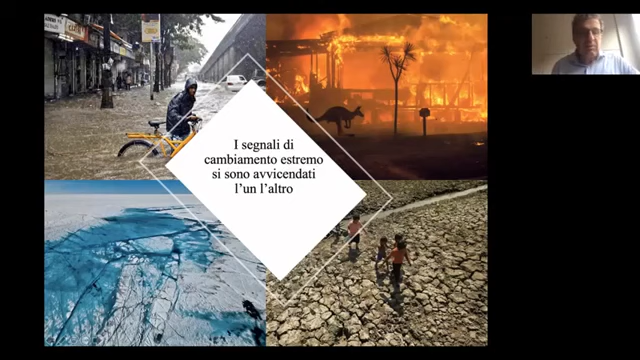 I segnali di
cambiamento estremo
si sono avvicendati
l'un l'altro